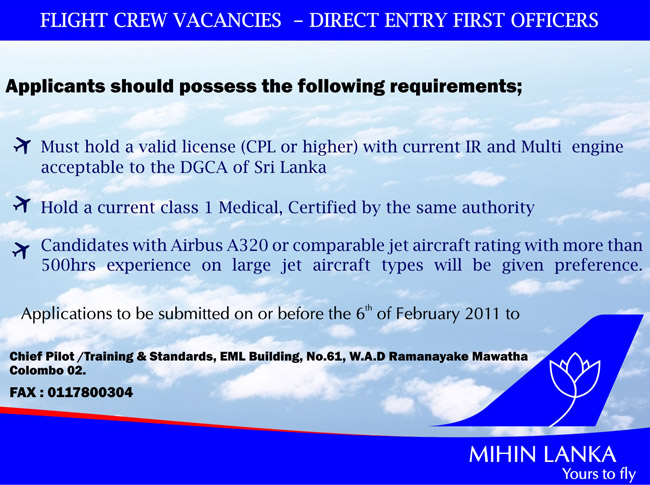 FLIGHT CREW VACANCIES – DIRECT ENTRY FIRST OFFICERS
Applicants should possess the following requirements;
Must hold a valid license (CPL or higher) with current IR and Multi engine
acceptable to the DGCA of Sri Lanka
Hold a current class 1 Medical, Certified by the same authority
Candidates with Airbus A320 or comparable jet aircraft rating with more than
500hrs experience on large jet aircraft types will be given preference.
Applications to be submitted on or before the 6th of February 2011 to
Chief Pilot /Training & Standards, EML Building, No.61, W.A.D Ramanayake Mawatha
Colombo 02.
FAX : 0117800304
MIHIN LANKA
Yours to fly